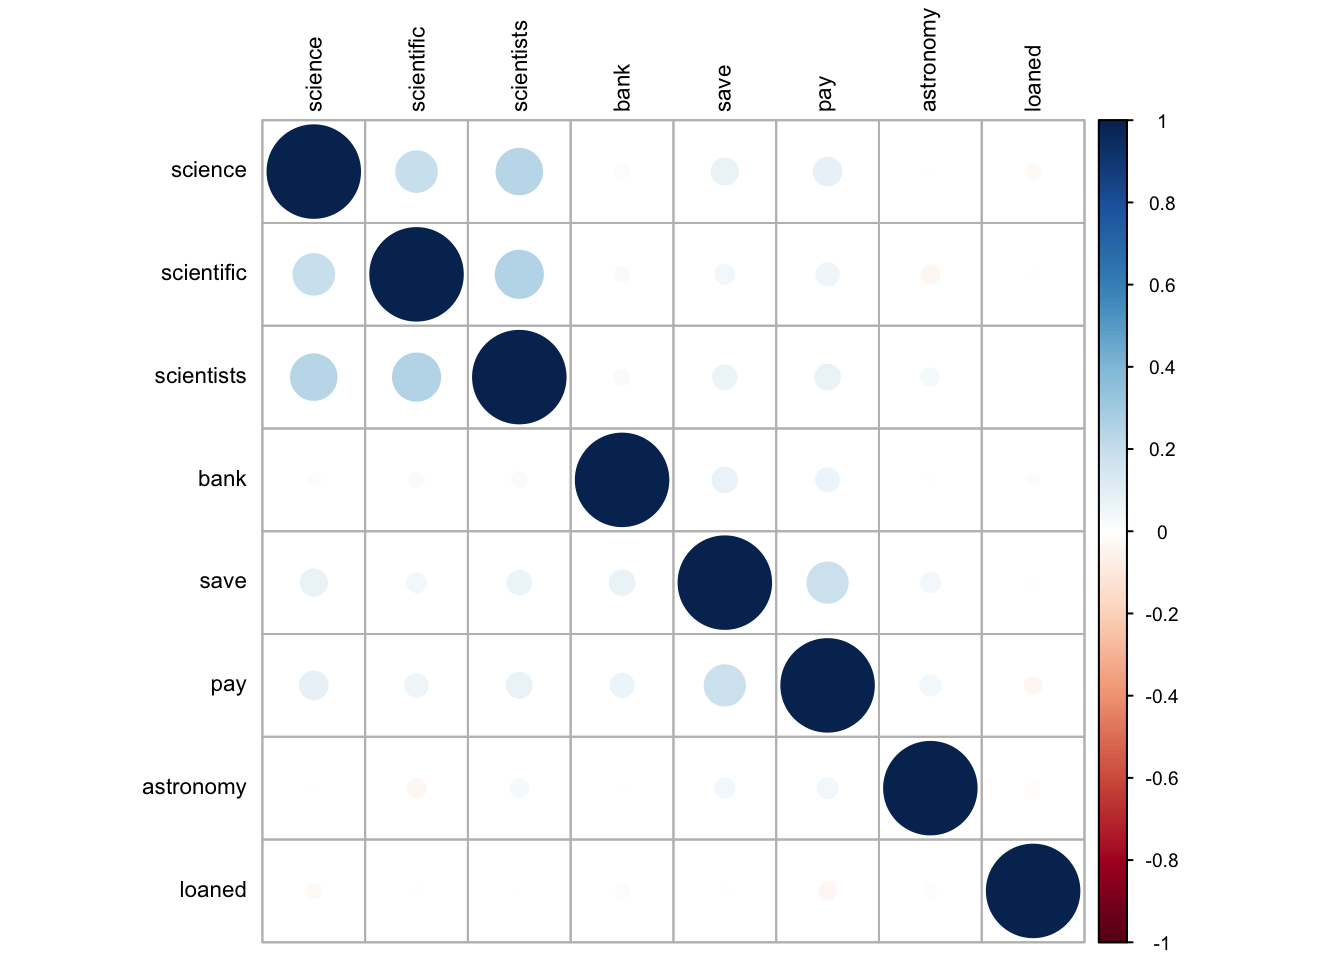 science
scientific
scientists
bank
save
pay
astronomy
loaned
science
scientific
scientists
bank
save
pay
astronomy
loaned
1
0.8
0.6
0.4
0.2
0
-0.2
-0.4
-0.6
-0.8
-1